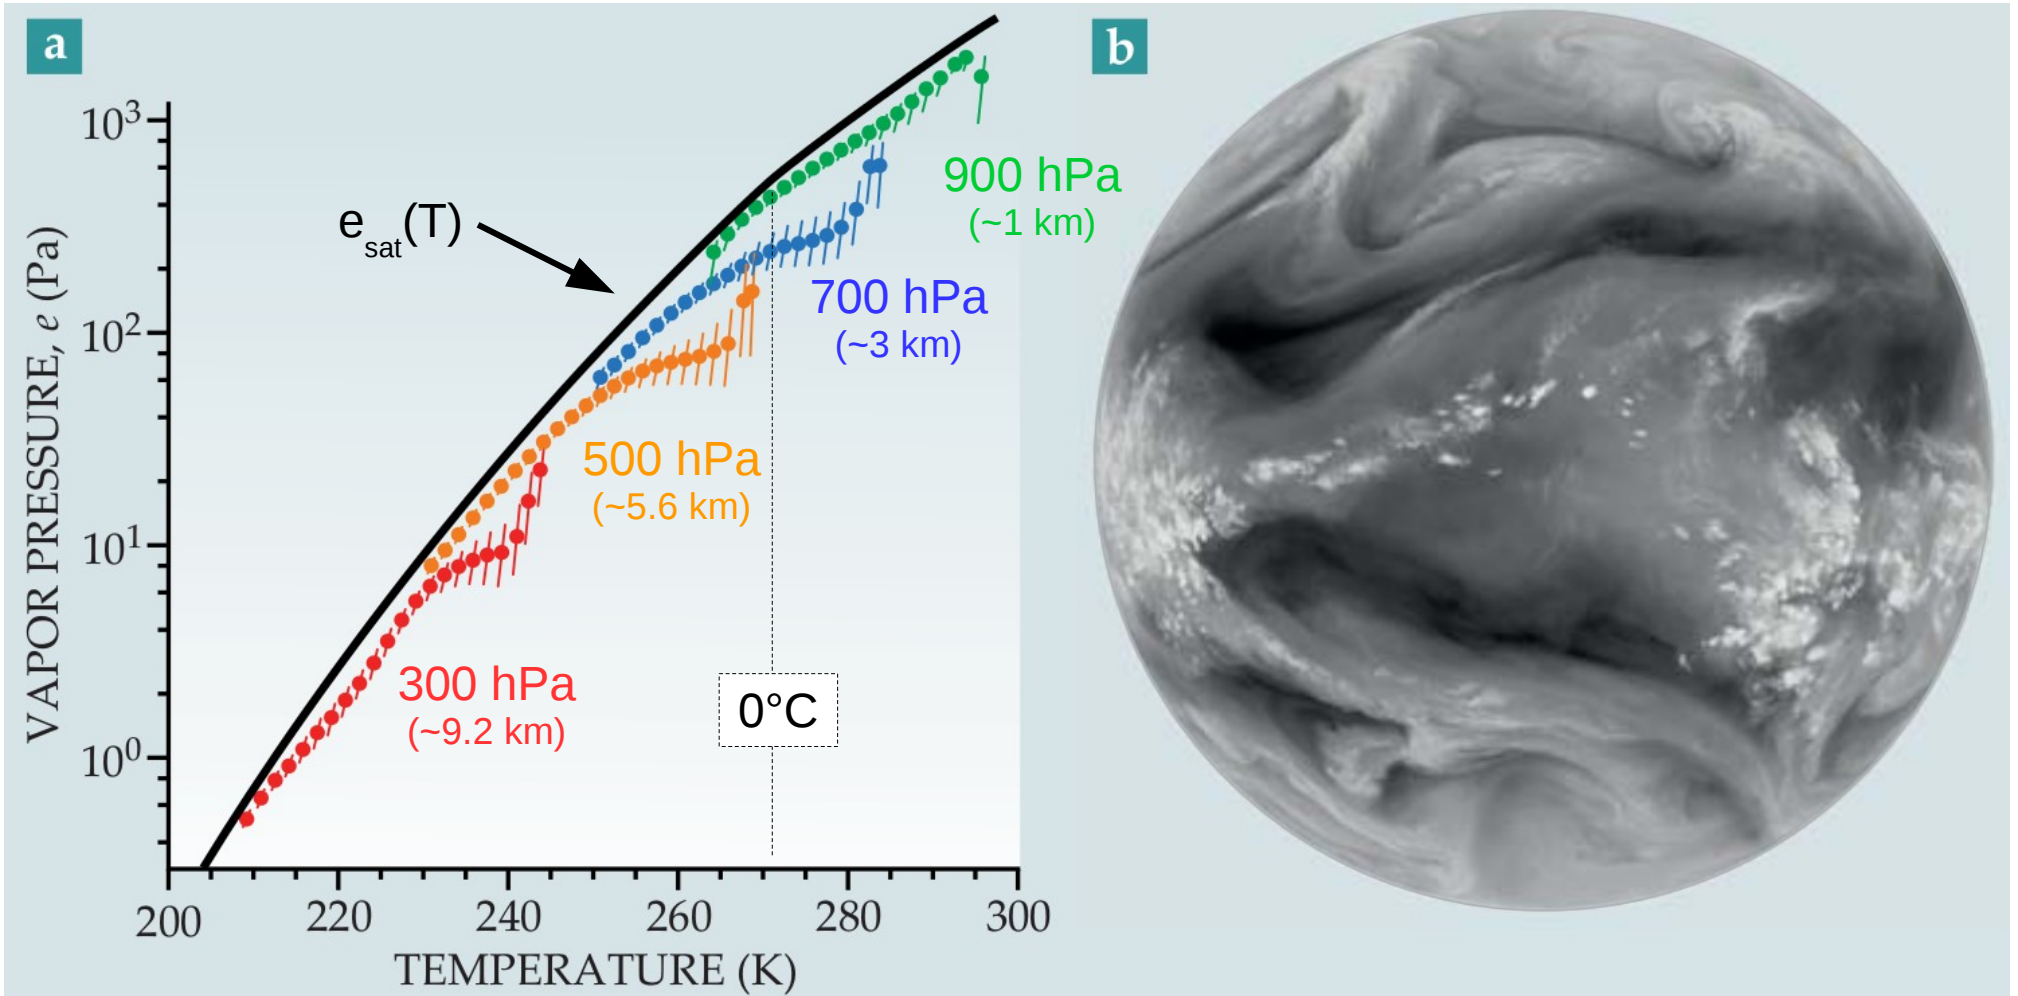 a
VAPOR PRESSURE, e (Pa)
10³
10²
10¹
10⁰
esat(T)
900 hPa
(~1 km)
700 hPa
(~3 km)
500 hPa
(~5.6 km)
300 hPa
(~9.2 km)
0°C
200 220 240 260 280 300
TEMPERATURE (K)
b